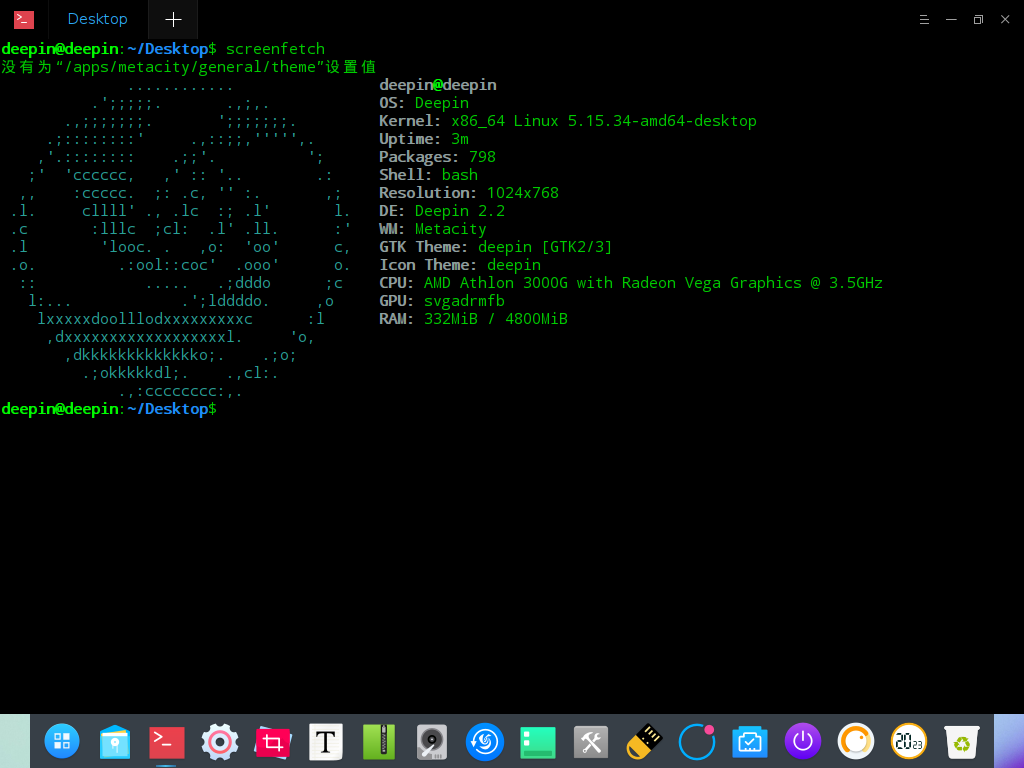 Desktop
deepin@deepin:~/Desktop$ screenfetch
没有为“/apps/metacity/general/theme”设置值
deepin@deepin
OS: Deepin
Kernel: x86_64 Linux 5.15.34-amd64-desktop
Uptime: 3m
Packages: 798
Shell: bash
Resolution: 1024x768
DE: Deepin 2.2
WM: Metacity
GTK Theme: deepin [GTK2/3]
Icon Theme: deepin
CPU: AMD Athlon 3000G with Radeon Vega Graphics @ 3.5GHz
GPU: svgadrmfb
RAM: 332MiB / 4800MiB
deepin@deepin:~/Desktop$
T
2023